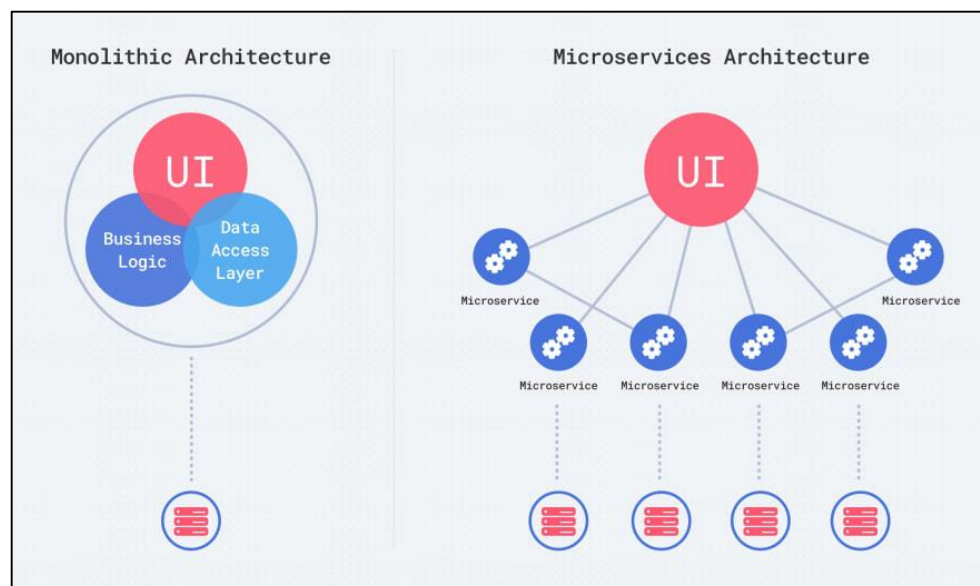 Monolithic Architecture
UI
Business
Logic
Data
Access
Layer
Microservices Architecture
UI
Microservice
Microservice
Microservice
Microservice
Microservice
Microservice